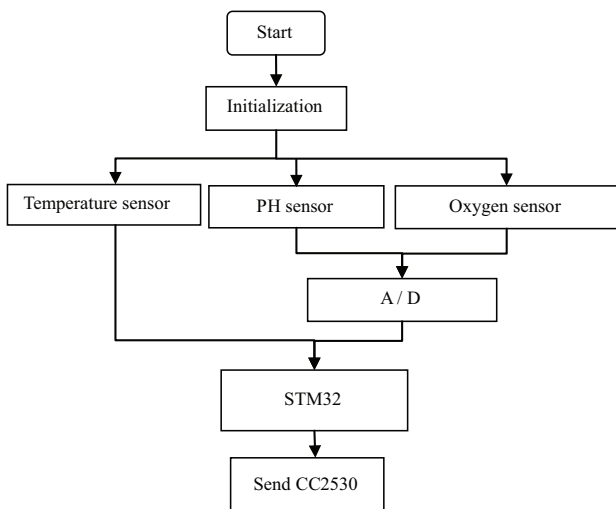 Start
Initialization
Temperature sensor
PH sensor
Oxygen sensor
A / D
STM32
Send CC2530